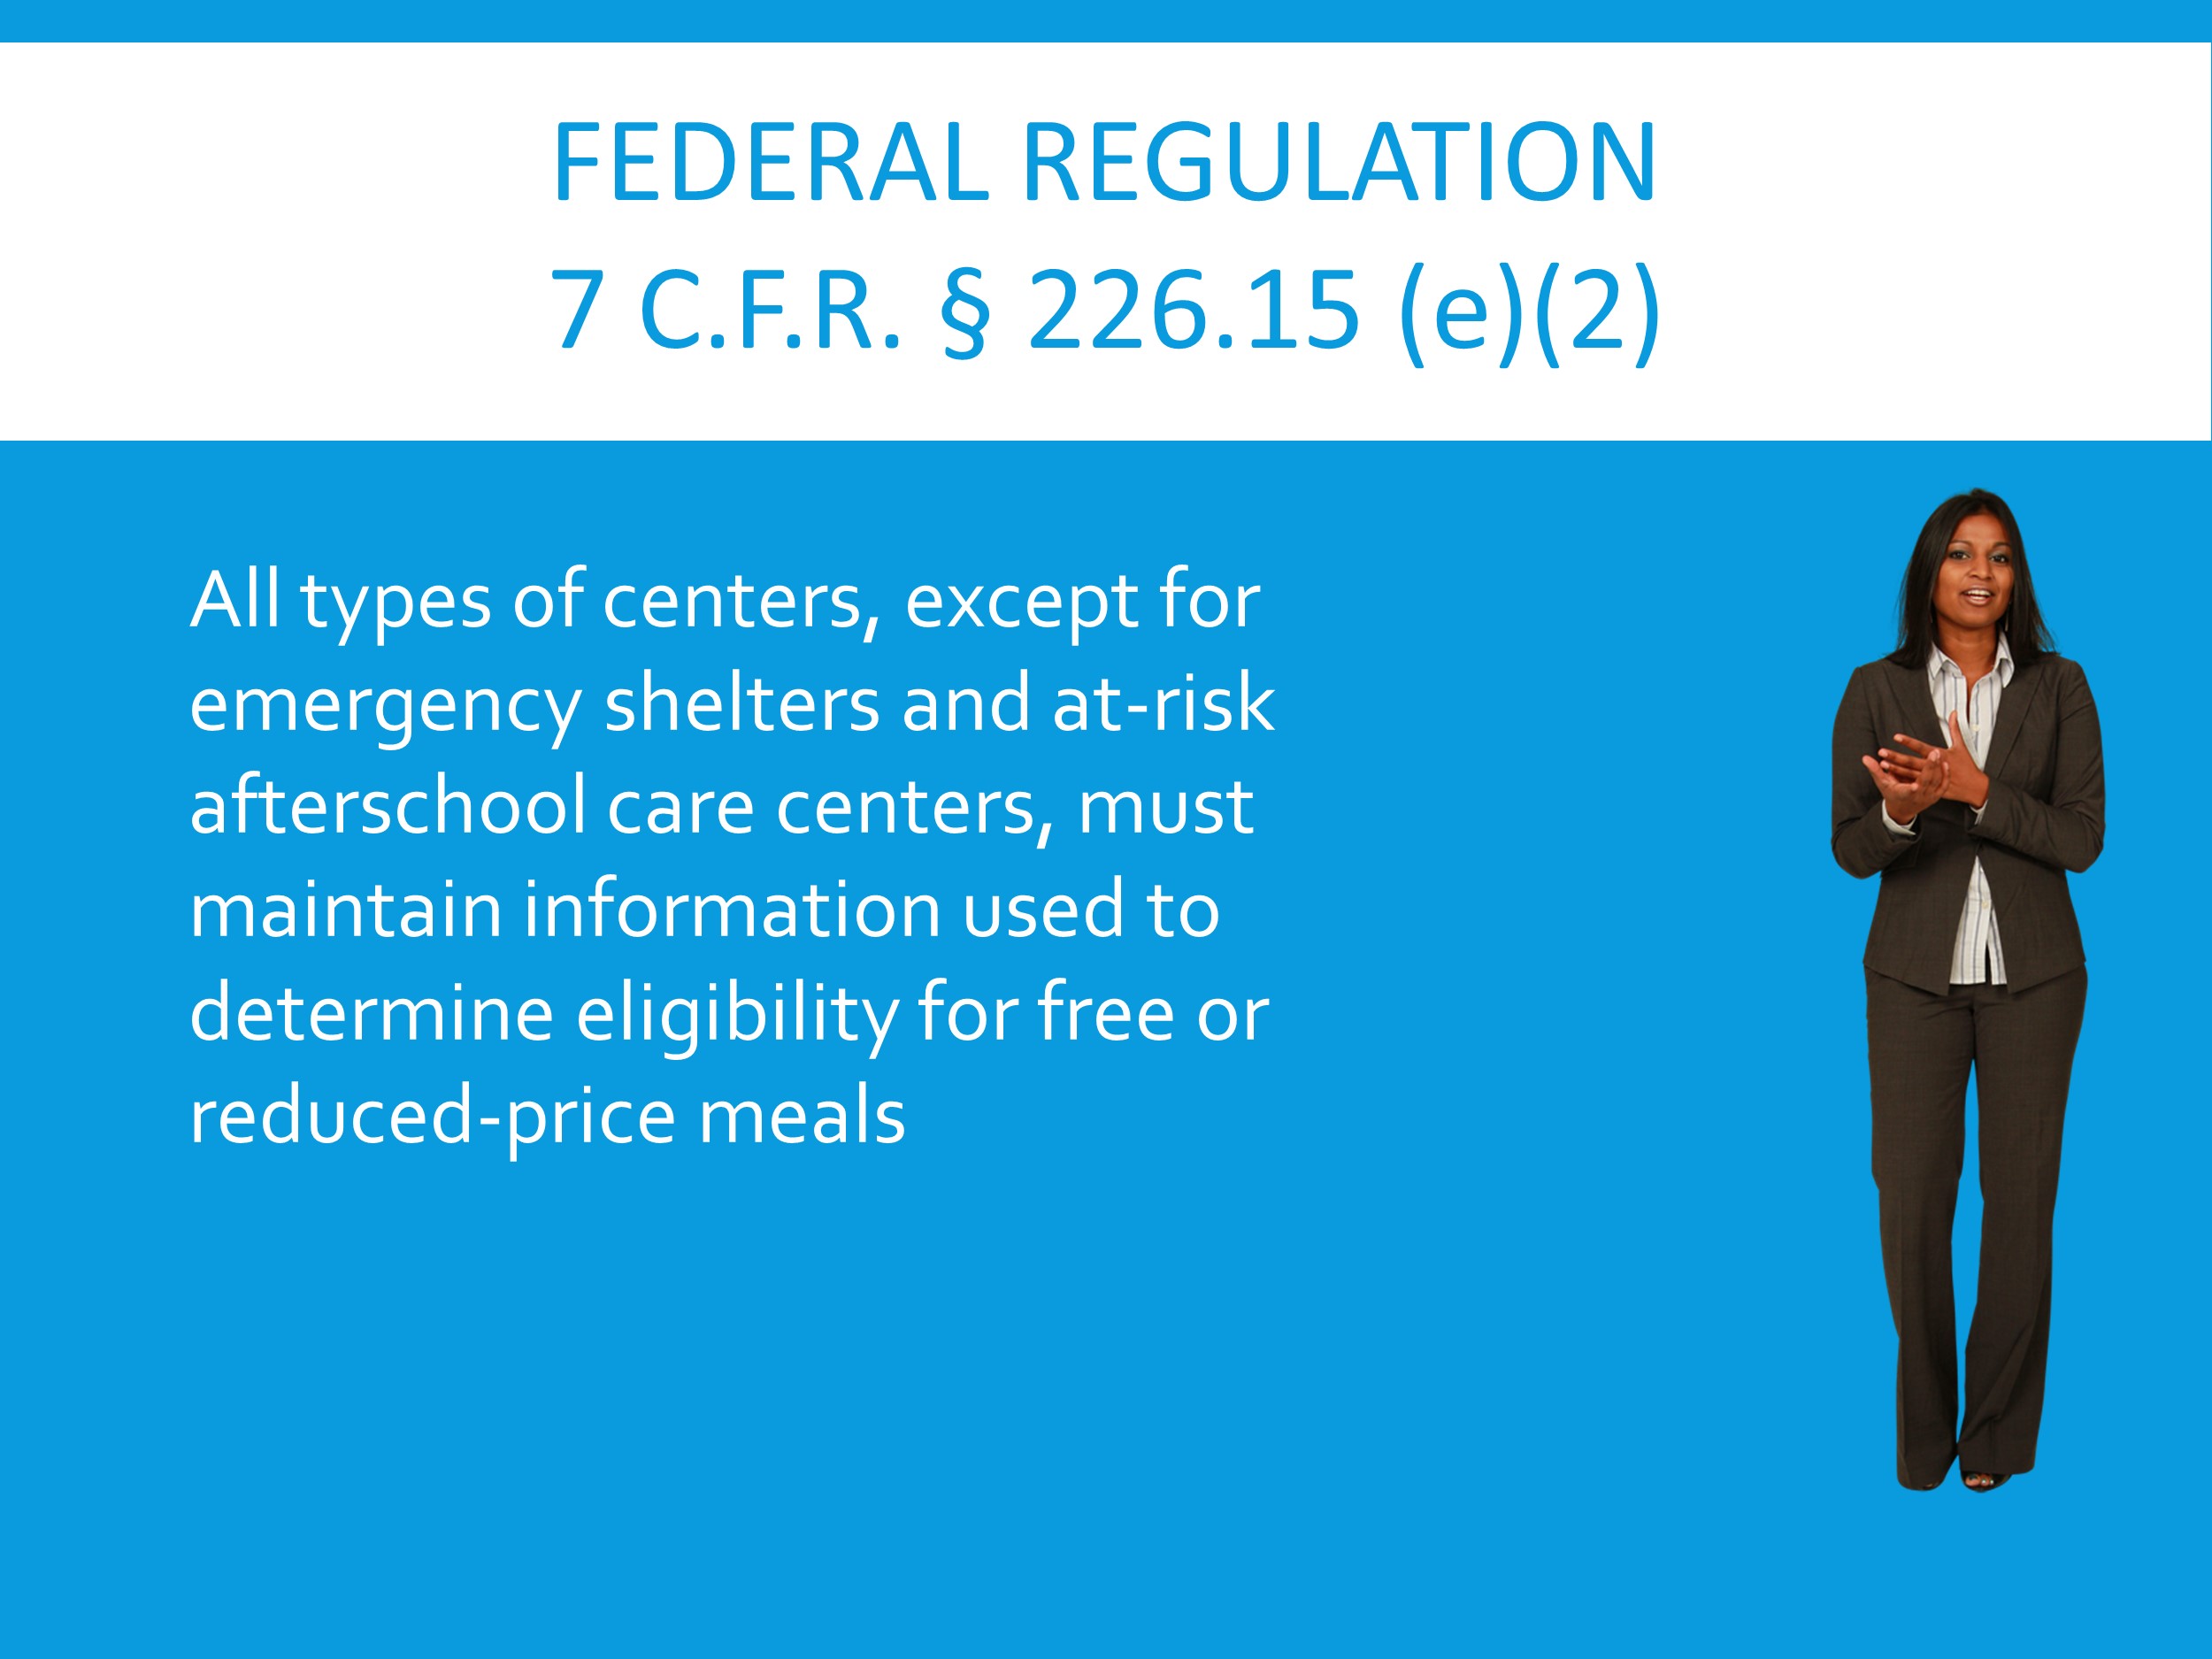 FEDERAL REGULATION
7 C.F.R. § 226.15 (e)(2)
All types of centers, except for
emergency shelters and at-risk
afterschool care centers, must
maintain information used to
determine eligibility for free or
reduced-price meals